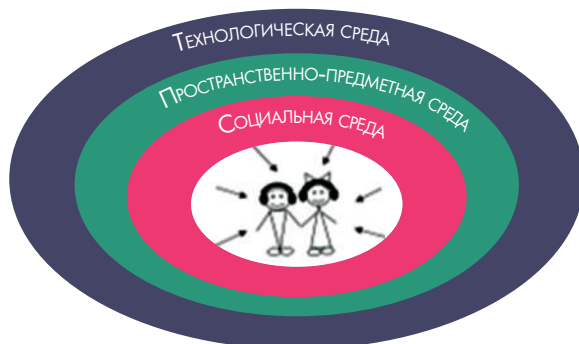 Технологическая среда
Пространственно-предметная среда
Социальная среда